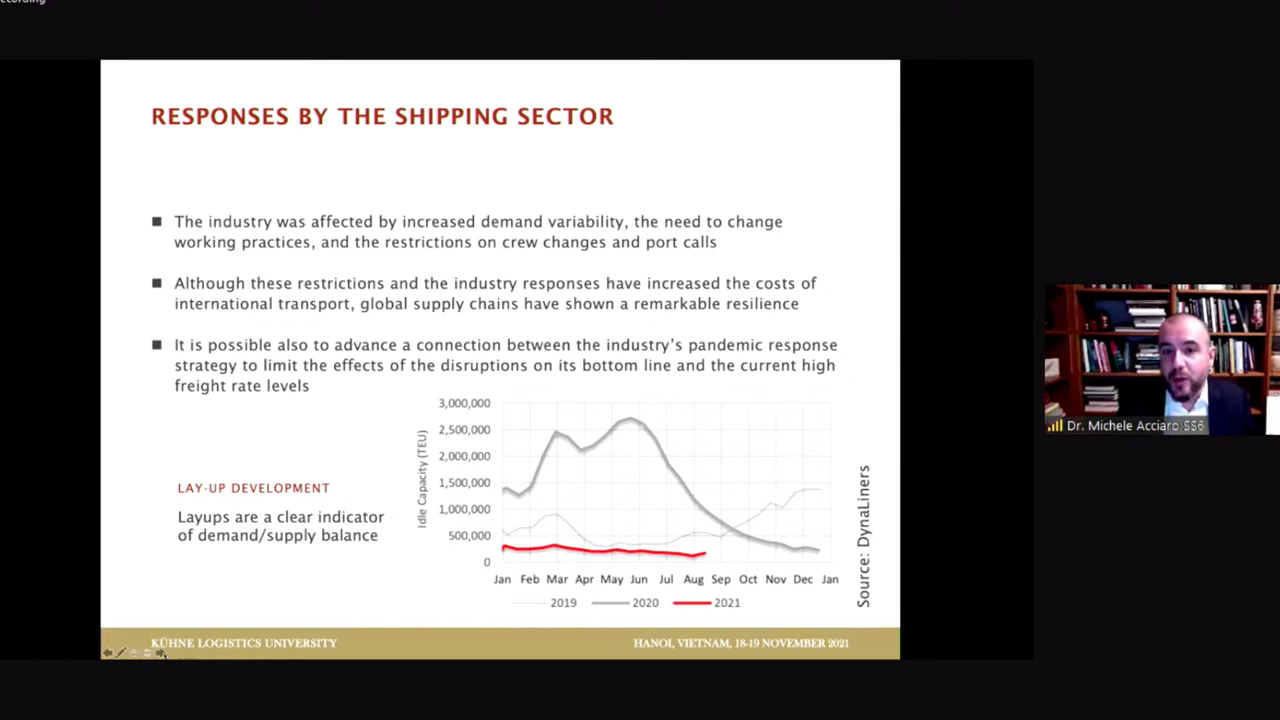 RESPONSES BY THE SHIPPING SECTOR
The industry was affected by increased demand variability, the need to change
working practices, and the restrictions on crew changes and port calls
Although these restrictions and the industry responses have increased the costs of
international transport, global supply chains have shown a remarkable resilience
It is possible also to advance a connection between the industry's pandemic response
strategy to limit the effects of the disruptions on its bottom line and the current high
freight rate levels
LAY-UP DEVELOPMENT
Layups are a clear indicator
of demand/supply balance
Idle Capacity (TEU)
3,000,000
2,500,000
2,000,000
1,500,000
1,000,000
500,000
0
Jan Feb Mar Apr May Jun Jul Aug Sep Oct Nov Dec Jan
2019 2020 2021
Source: DynaLiners
KÜHNE LOGISTICS UNIVERSITY
HANOI, VIETNAM, 18-19 NOVEMBER 2021
Dr. Michele Acciaro SS6